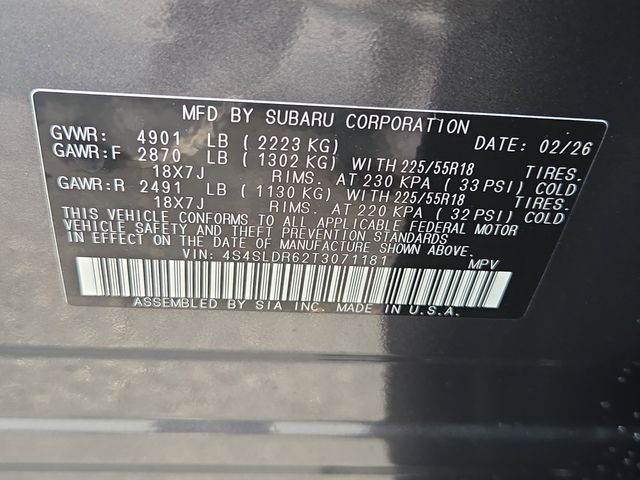 MFD BY SUBARU CORPORATION
GVWR: 4901 LB ( 2223 KG) DATE: 02/26
GAWR:F 2870 LB ( 1302 KG) WITH 225/55R18 TIRES.
18X7J RIMS. AT 230 KPA ( 33 PSI) COLD
GAWR:R 2491 LB ( 1130 KG) WITH 225/55R18 TIRES.
18X7J RIMS. AT 220 KPA ( 32 PSI) COLD
THIS VEHICLE CONFORMS TO ALL APPLICABLE FEDERAL MOTOR
VEHICLE SAFETY AND THEFT PREVENTION STANDARDS
IN EFFECT ON THE DATE OF MANUFACTURE SHOWN ABOVE.
VIN: 4S4SLDR62T3071181 MPV
ASSEMBLED BY SIA INC. MADE IN U.S.A.